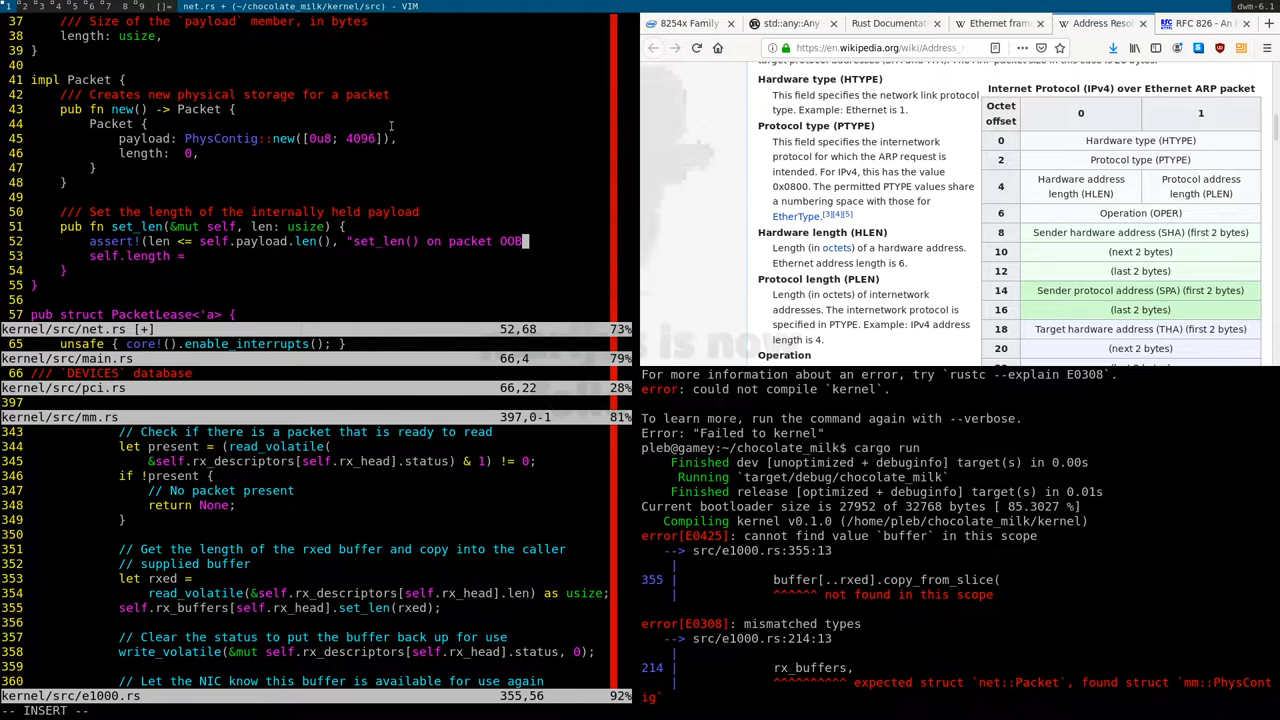 1 2 3 4 5 6 7 8 9 []= net.rs + (~/chocolate_milk/kernel/src) - VIM
dwm-6.1
37 /// Size of the `payload` member, in bytes
38 length: usize,
39 }
40
41 impl Packet {
42 /// Creates new physical storage for a packet
43 pub fn new() -> Packet {
44 Packet {
45 payload: PhysContig::new([0u8; 4096]),
46 length: 0,
47 }
48 }
49
50 /// Set the length of the internally held payload
51 pub fn set_len(&mut self, len: usize) {
52 assert!(len <= self.payload.len(), "set_len() on packet OOB
53 self.length =
54 }
55 }
56
57 pub struct PacketLease<'a> {
kernel/src/net.rs [+] 52,68 73%
65 unsafe { core!().enable_interrupts(); }
kernel/src/main.rs 66,4 79%
66 /// `DEVICES` database
kernel/src/pci.rs 66,22 28%
397
kernel/src/mm.rs 397,0-1 81%
343 // Check if there is a packet that is ready to read
344 let present = (read_volatile(
345 &self.rx_descriptors[self.rx_head].status) & 1) != 0;
346 if !present {
347 // No packet present
348 return None;
349 }
350
351 // Get the length of the rxed buffer and copy into the caller
352 // supplied buffer
353 let rxed =
354 read_volatile(&self.rx_descriptors[self.rx_head].len) as usize;
355 self.rx_buffers[self.rx_head].set_len(rxed);
356
357 // Clear the status to put the buffer back up for use
358 write_volatile(&mut self.rx_descriptors[self.rx_head].status, 0);
359
360 // Let the NIC know this buffer is available for use again
kernel/src/e1000.rs 355,56 92%
-- INSERT --
8254x Family
std::any::Any -
Rust Documentat
Ethernet fram
Address Resol
RFC 826 - An E
https://en.wikipedia.org/wiki/Address_
Hardware type (HTYPE)
This field specifies the network link protocol
type. Example: Ethernet is 1.
Protocol type (PTYPE)
This field specifies the internetwork
protocol for which the ARP request is
intended. For IPv4, this has the value
0x0800. The permitted PTYPE values share
a numbering space with those for
EtherType.[3][4][5]
Hardware length (HLEN)
Length (in octets) of a hardware address.
Ethernet address length is 6.
Protocol length (PLEN)
Length (in octets) of internetwork
addresses. The internetwork protocol is
specified in PTYPE. Example: IPv4 address
length is 4.
Operation
Internet Protocol (IPv4) over Ethernet ARP packet
Octet offset 0 1
0 Hardware type (HTYPE)
2 Protocol type (PTYPE)
4 Hardware address length (HLEN) Protocol address length (PLEN)
6 Operation (OPER)
8 Sender hardware address (SHA) (first 2 bytes)
10 (next 2 bytes)
12 (last 2 bytes)
14 Sender protocol address (SPA) (first 2 bytes)
16 (last 2 bytes)
18 Target hardware address (THA) (first 2 bytes)
20 (next 2 bytes)
For more information about an error, try `rustc --explain E0308`.
error: could not compile `kernel`.
To learn more, run the command again with --verbose.
Error: "Failed to kernel"
pleb@gamey:~/chocolate_milk$ cargo run
Finished dev [unoptimized + debuginfo] target(s) in 0.00s
Running `target/debug/chocolate_milk`
Finished release [optimized + debuginfo] target(s) in 0.01s
Current bootloader size is 27952 of 32768 bytes [ 85.3027 %]
Compiling kernel v0.1.0 (/home/pleb/chocolate_milk/kernel)
error[E0425]: cannot find value `buffer` in this scope
--> src/e1000.rs:355:13
|
355 | buffer[..rxed].copy_from_slice(
| ^^^^^^ not found in this scope
error[E0308]: mismatched types
--> src/e1000.rs:214:13
|
214 | rx_buffers,
| ^^^^^^^^^^ expected struct `net::Packet`, found struct `mm::PhysCont
ig`